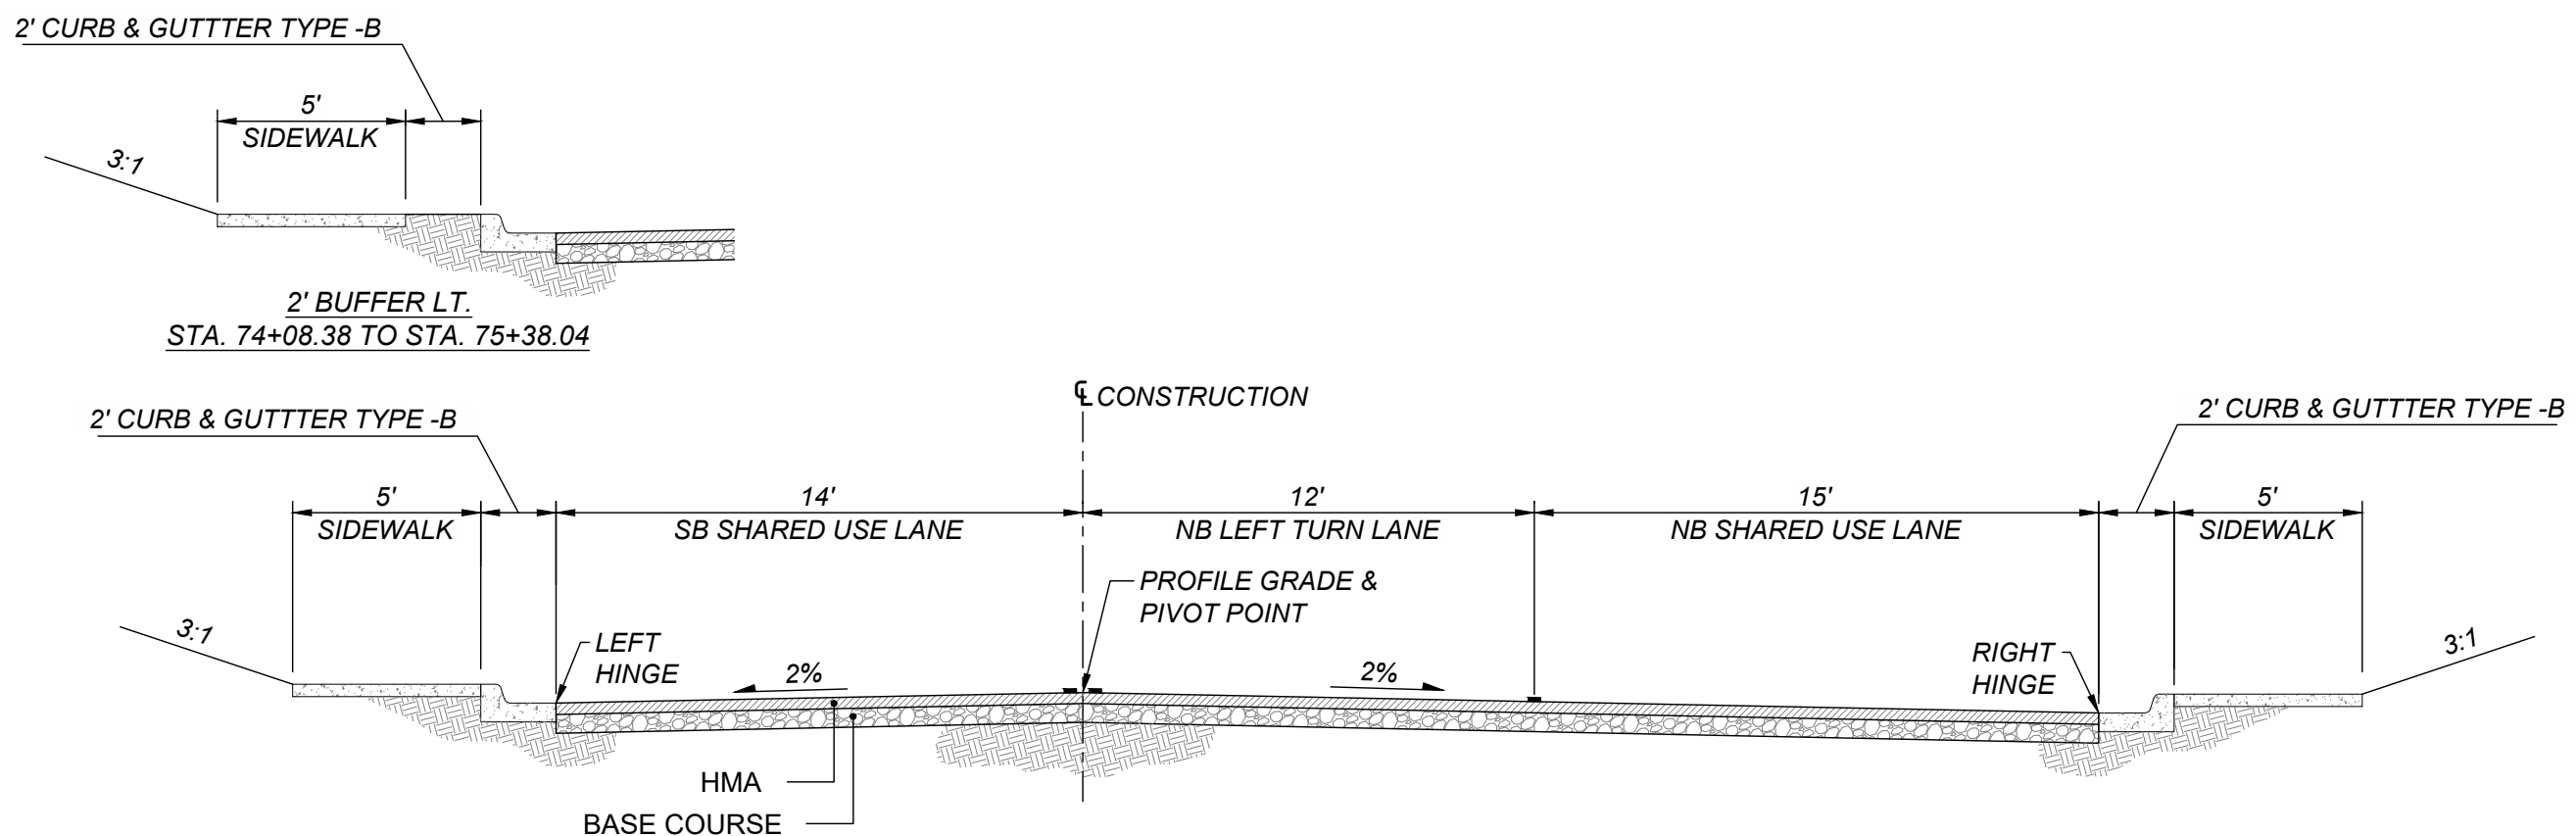 2' CURB & GUTTTER TYPE -B
5'
SIDEWALK
3:1
2' BUFFER LT.
STA. 74+08.38 TO STA. 75+38.04
℄ CONSTRUCTION
2' CURB & GUTTTER TYPE -B
2' CURB & GUTTTER TYPE -B
5'
SIDEWALK
14'
SB SHARED USE LANE
12'
NB LEFT TURN LANE
15'
NB SHARED USE LANE
5'
SIDEWALK
PROFILE GRADE &
PIVOT POINT
3:1
LEFT
HINGE
2%
2%
RIGHT
HINGE
3:1
HMA
BASE COURSE